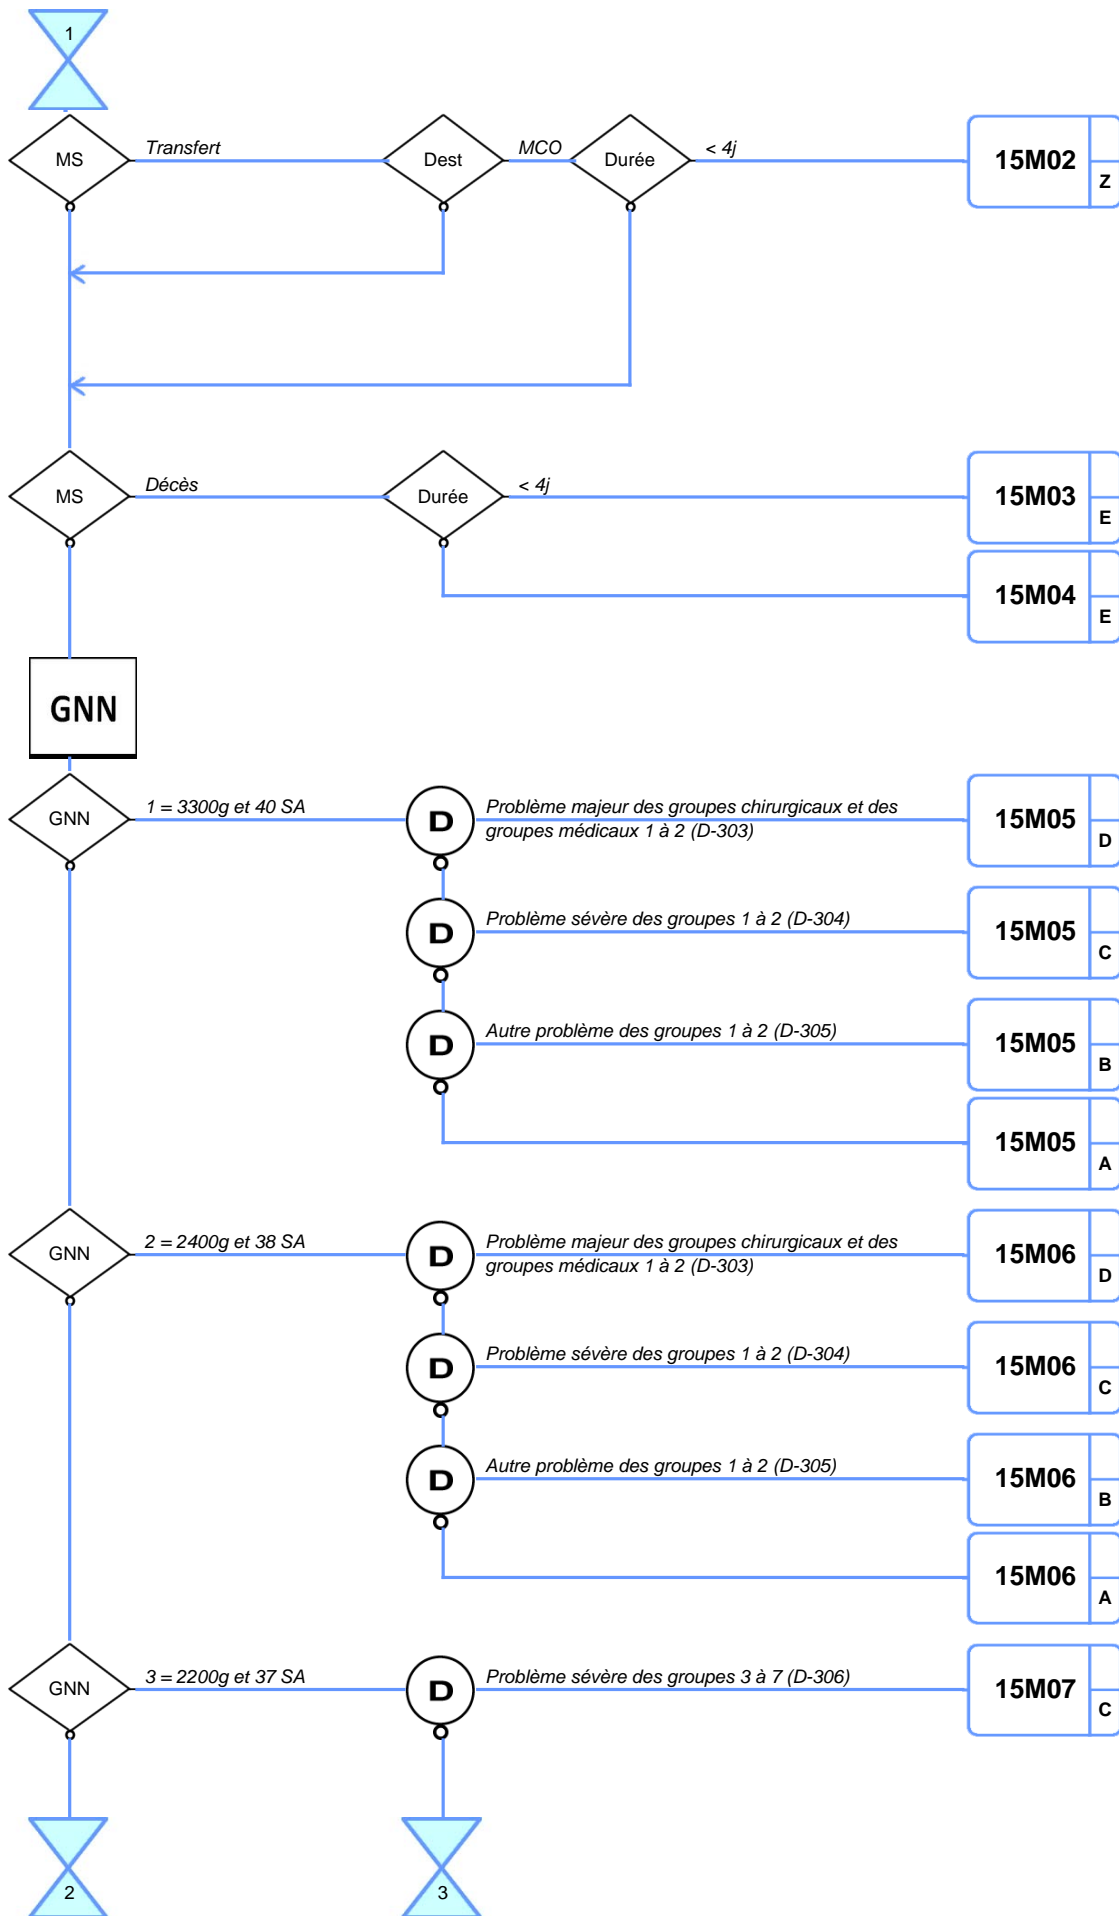 1
MS
Transfert
Dest
MCO
Durée
< 4j
15M02
Z
MS
Décès
Durée
< 4j
15M03
E
15M04
E
GNN
GNN
1 = 3300g et 40 SA
D
Problème majeur des groupes chirurgicaux et des
groupes médicaux 1 à 2 (D-303)
15M05
D
D
Problème sévère des groupes 1 à 2 (D-304)
15M05
C
D
Autre problème des groupes 1 à 2 (D-305)
15M05
B
15M05
A
GNN
2 = 2400g et 38 SA
D
Problème majeur des groupes chirurgicaux et des
groupes médicaux 1 à 2 (D-303)
15M06
D
D
Problème sévère des groupes 1 à 2 (D-304)
15M06
C
D
Autre problème des groupes 1 à 2 (D-305)
15M06
B
15M06
A
GNN
3 = 2200g et 37 SA
D
Problème sévère des groupes 3 à 7 (D-306)
15M07
C
2
3